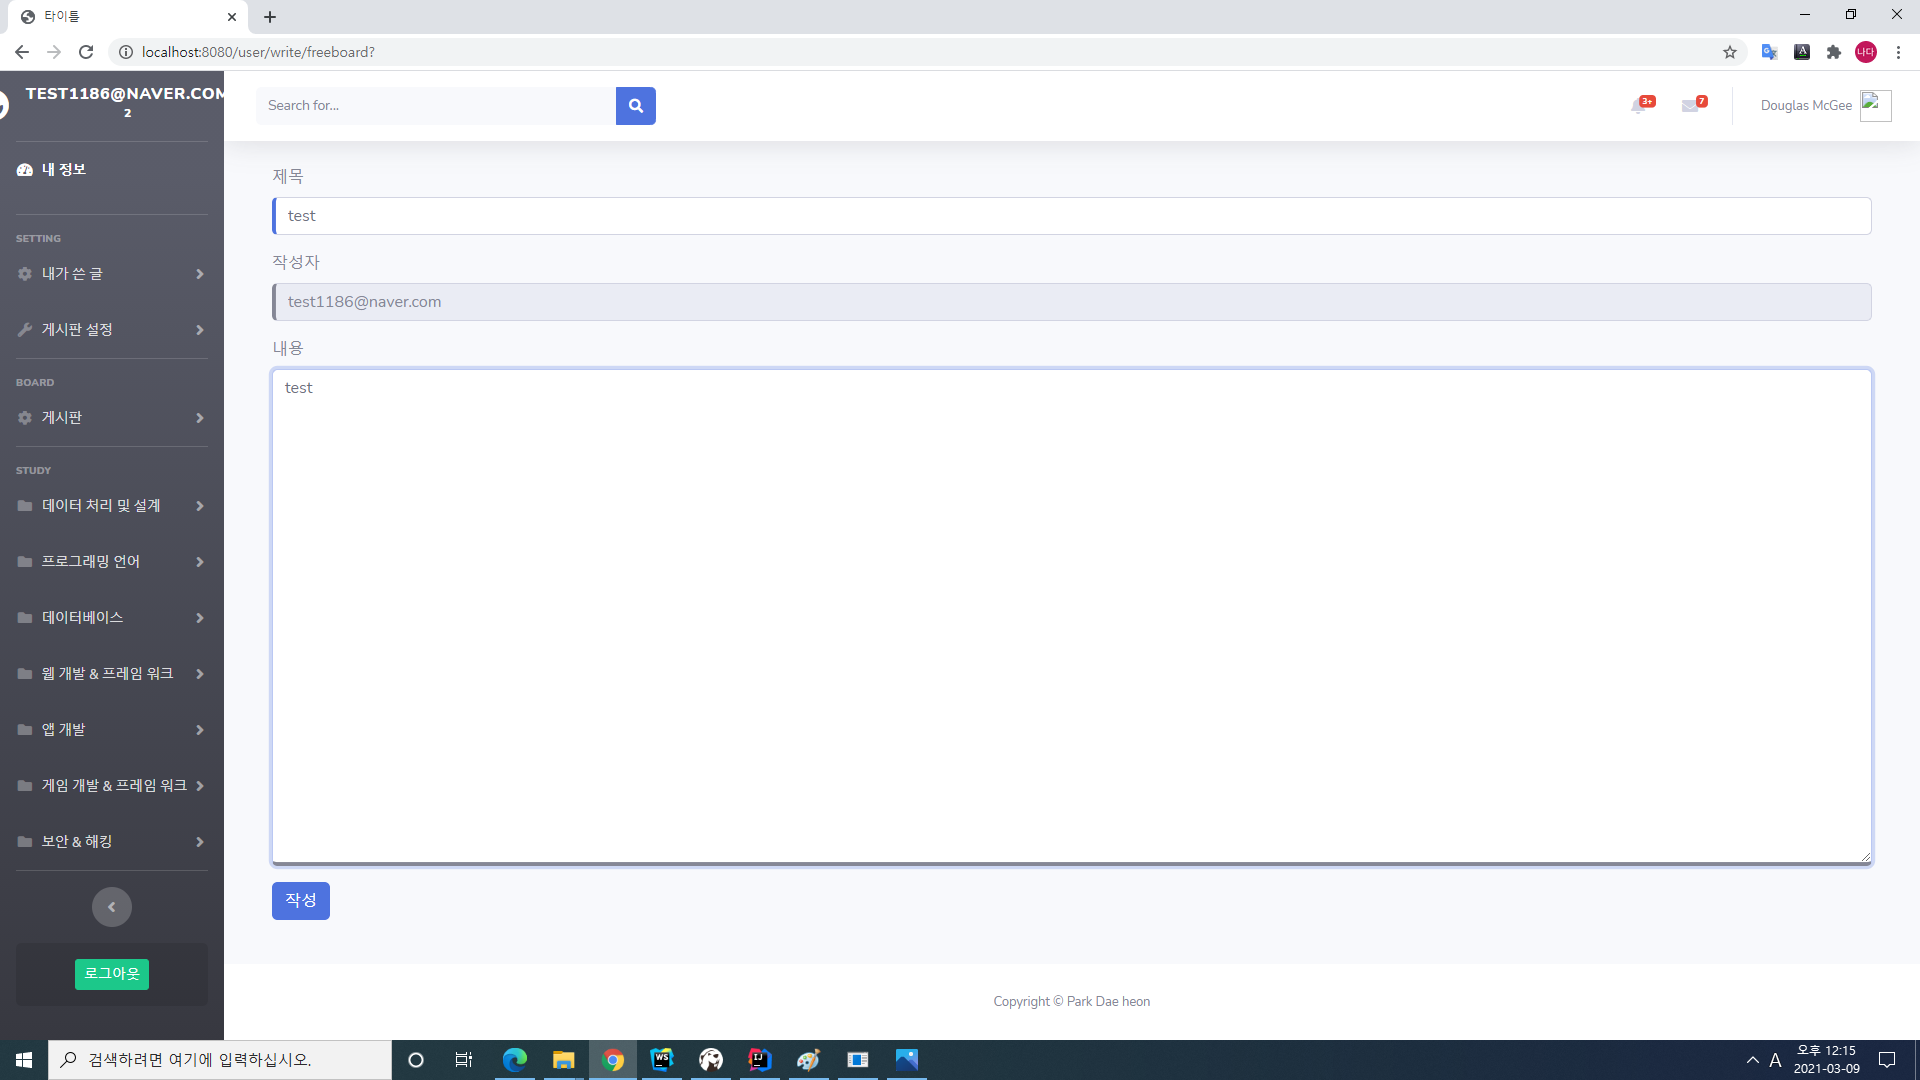 타이틀
localhost:8080/user/write/freeboard?
나다
TEST1186@NAVER.COM
2
Search for...
3+
7
Douglas McGee
내 정보
SETTING
내가 쓴 글
게시판 설정
BOARD
게시판
STUDY
데이터 처리 및 설계
프로그래밍 언어
데이터베이스
웹 개발 & 프레임 워크
앱 개발
게임 개발 & 프레임 워크
보안 & 해킹
로그아웃
제목
test
작성자
test1186@naver.com
내용
test
작성
Copyright © Park Dae heon
검색하려면 여기에 입력하십시오.
WS
IJ
A
오후 12:15
2021-03-09